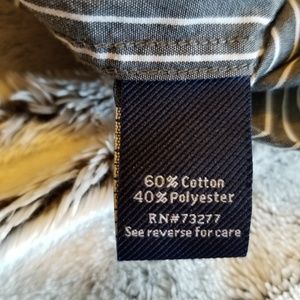 60% Cotton
40% Polyester
RN#73277
See reverse for care